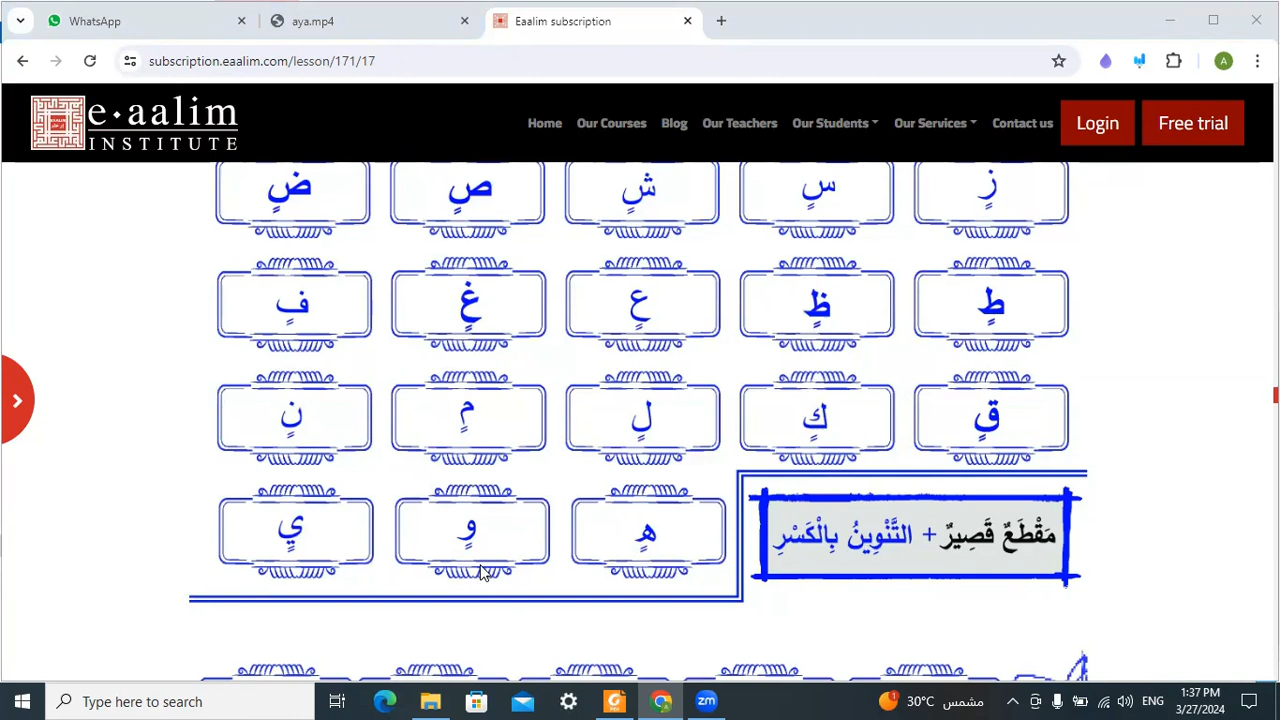 WhatsApp
aya.mp4
Eaalim subscription
subscription.eaalim.com/lesson/171/17
A
e·aalim
INSTITUTE
Home
Our Courses
Blog
Our Teachers
Our Students
Our Services
Contact us
Login
Free trial
زٍ سٍ شٍ صٍ ضٍ
طٍ ظٍ عٍ غٍ فٍ
قٍ كٍ لٍ مٍ نٍ
هٍ وٍ يٍ
مَقْطَعٌ قَصِيرٌ + التَّنْوِينُ بِالْكَسْرِ
Type here to search
zm
1
30°C مشمس
ENG
1:37 PM
3/27/2024